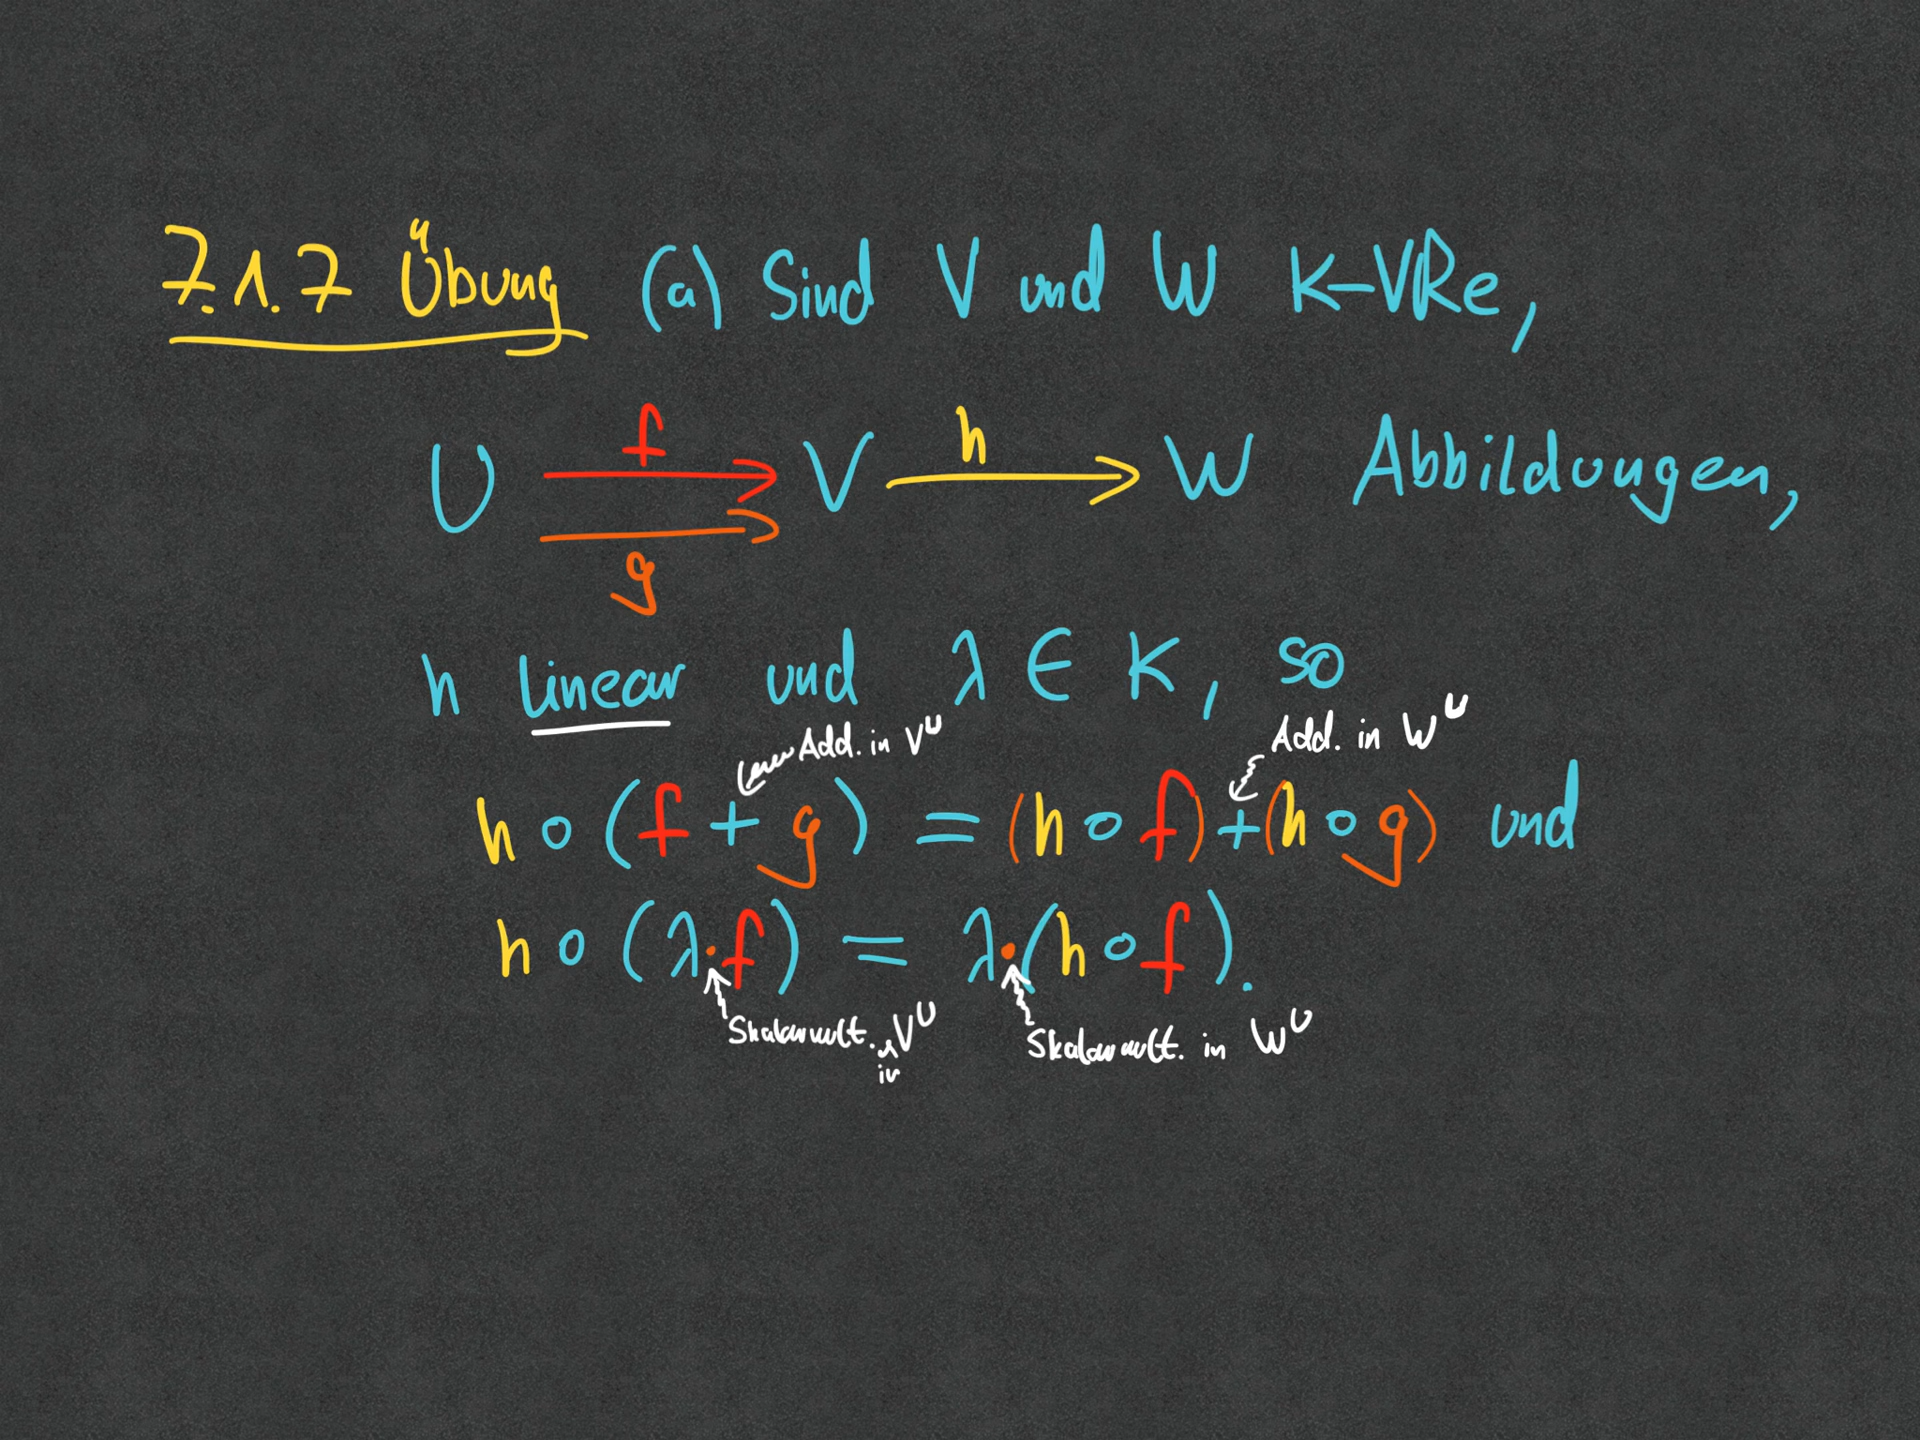 7.1.7 Übung (a) Sind V und W K-VRe,
f h
U V W Abbildungen,
g
h linear und λ ∈ K, so
Add. in V^U Add. in W^U
h ∘ (f + g) = (h ∘ f) + (h ∘ g) und
h ∘ (λ · f) = λ · (h ∘ f).
Skalarmult. in V^U Skalarmult. in W^U